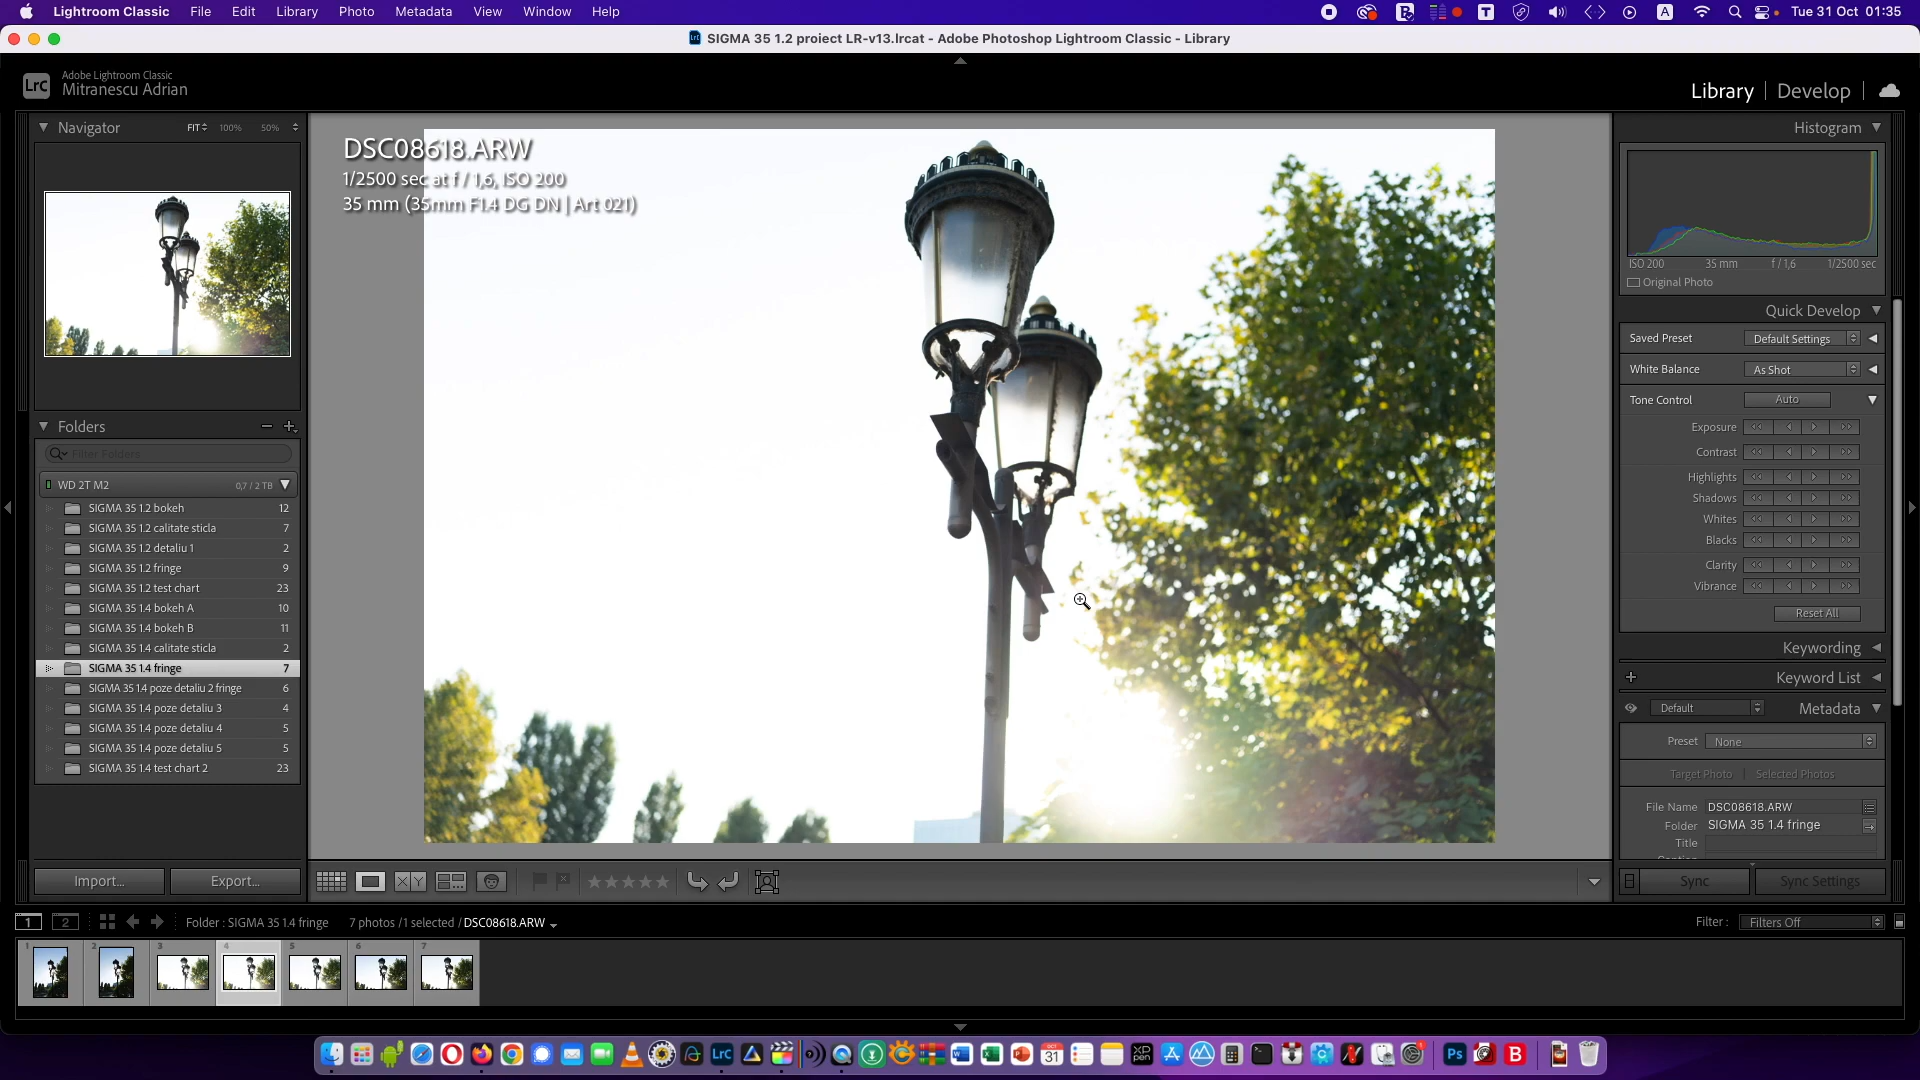 Lightroom Classic File Edit Library Photo Metadata View Window Help
Tue 31 Oct 01:35
SIGMA 35 1.2 proiect LR-v13.lrcat - Adobe Photoshop Lightroom Classic - Library
LrC
Adobe Lightroom Classic
Mitranescu Adrian
Library | Develop
Navigator FIT 100% 50%
DSC08618.ARW
1/2500 sec at f / 1,6, ISO 200
35 mm (35mm F1.4 DG DN | Art 021)
Folders
Filter Folders
WD 2T M2 0,7 / 2 TB
SIGMA 35 1.2 bokeh 12
SIGMA 35 1.2 calitate sticla 7
SIGMA 35 1.2 detaliu 1 2
SIGMA 35 1.2 fringe 9
SIGMA 35 1.2 test chart 23
SIGMA 35 1.4 bokeh A 10
SIGMA 35 1.4 bokeh B 11
SIGMA 35 1.4 calitate sticla 2
SIGMA 35 1.4 fringe 7
SIGMA 35 1.4 poze detaliu 2 fringe 6
SIGMA 35 1.4 poze detaliu 3 4
SIGMA 35 1.4 poze detaliu 4 5
SIGMA 35 1.4 poze detaliu 5 5
SIGMA 35 1.4 test chart 2 23
Import... Export...
Histogram
ISO 200 35 mm f / 1,6 1/2500 sec
Original Photo
Quick Develop
Saved Preset Default Settings
White Balance As Shot
Tone Control Auto
Exposure
Contrast
Highlights
Shadows
Whites
Blacks
Clarity
Vibrance
Reset All
Keywording
Keyword List
Default Metadata
Preset None
Target Photo | Selected Photos
File Name DSC08618.ARW
Folder SIGMA 35 1.4 fringe
Title
Sync Sync Settings
1 2 Folder : SIGMA 35 1.4 fringe 7 photos / 1 selected / DSC08618.ARW
Filter : Filters Off
1 2 3 4 5 6 7